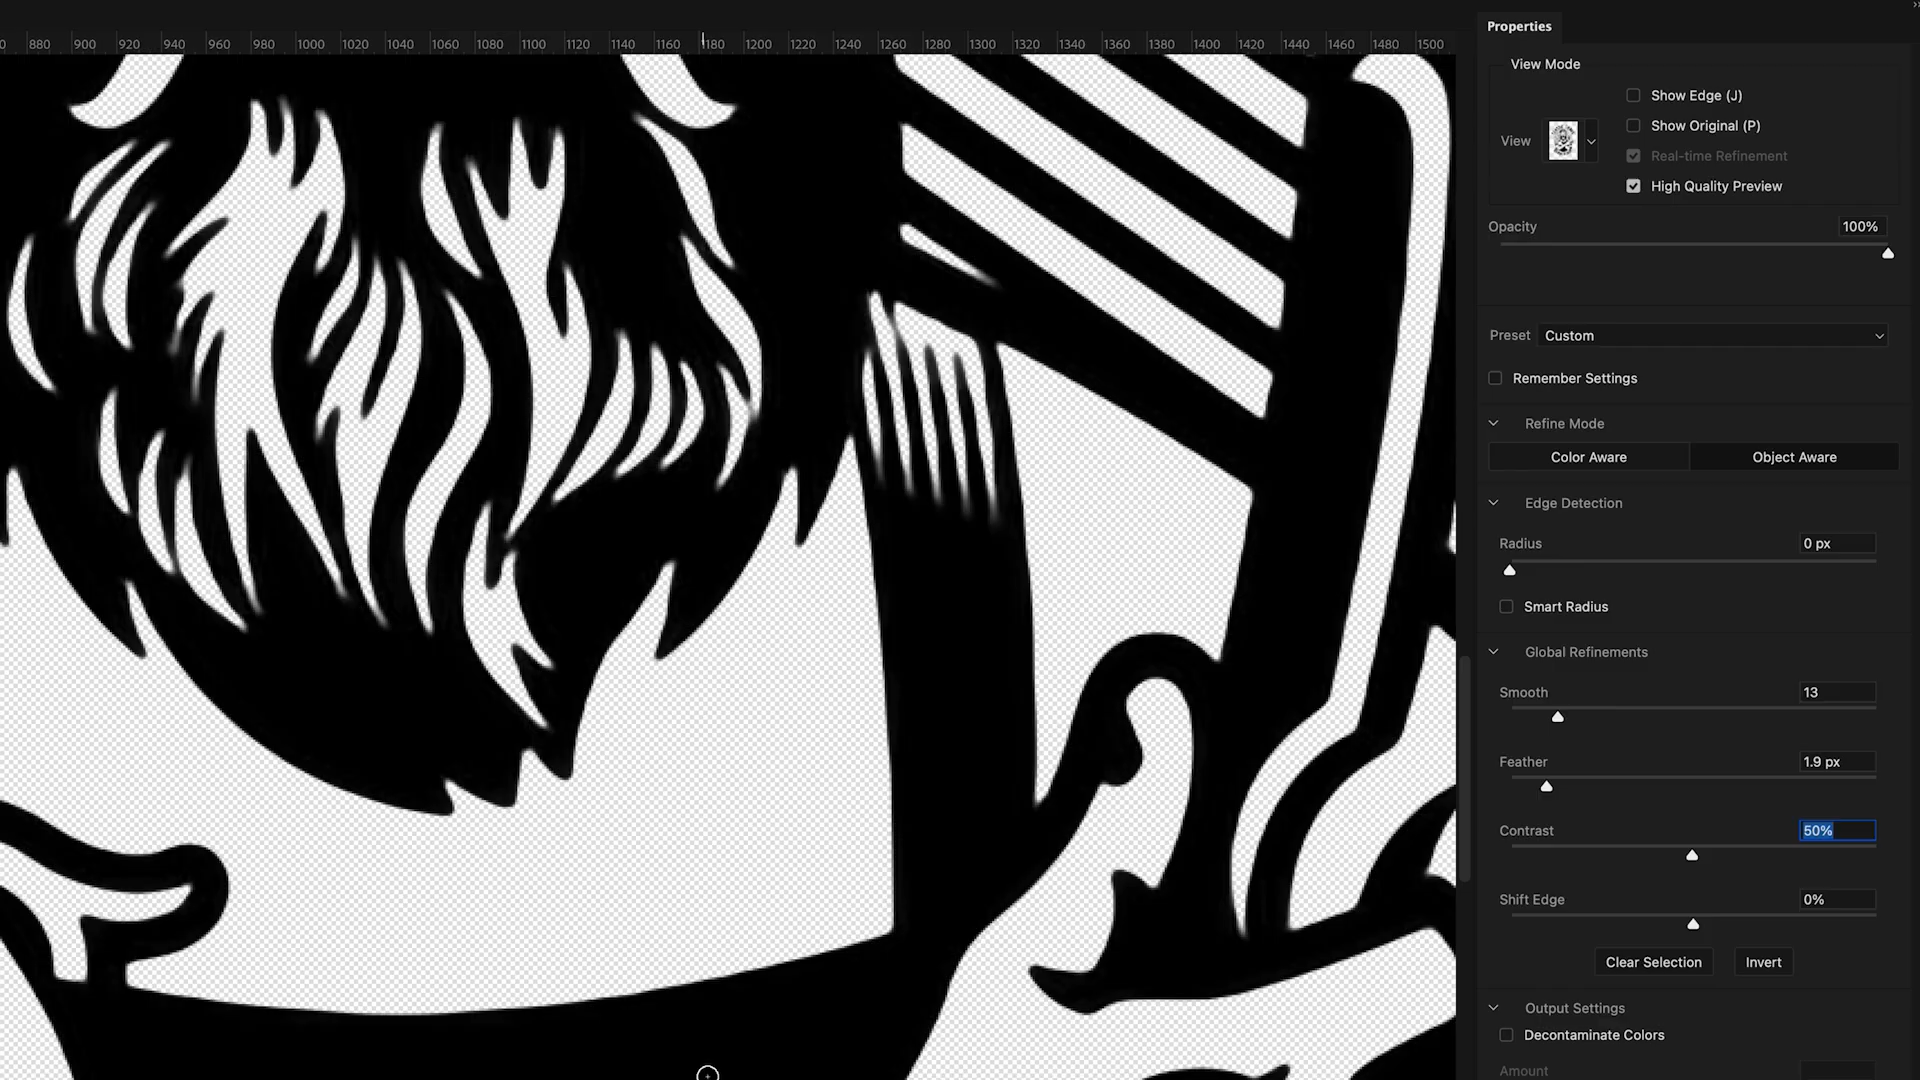 Properties
0 880 900 920 940 960 980 1000 1020 1040 1060 1080 1100 1120 1140 1160 1180 1200 1220 1240 1260 1280 1300 1320 1340 1360 1380 1400 1420 1440 1460 1480 1500
View Mode
Show Edge (J)
Show Original (P)
View
Real-time Refinement
High Quality Preview
Opacity 100%
Preset Custom
Remember Settings
Refine Mode
Color Aware Object Aware
Edge Detection
Radius 0 px
Smart Radius
Global Refinements
Smooth 13
Feather 1.9 px
Contrast 50%
Shift Edge 0%
Clear Selection Invert
Output Settings
Decontaminate Colors
Amount